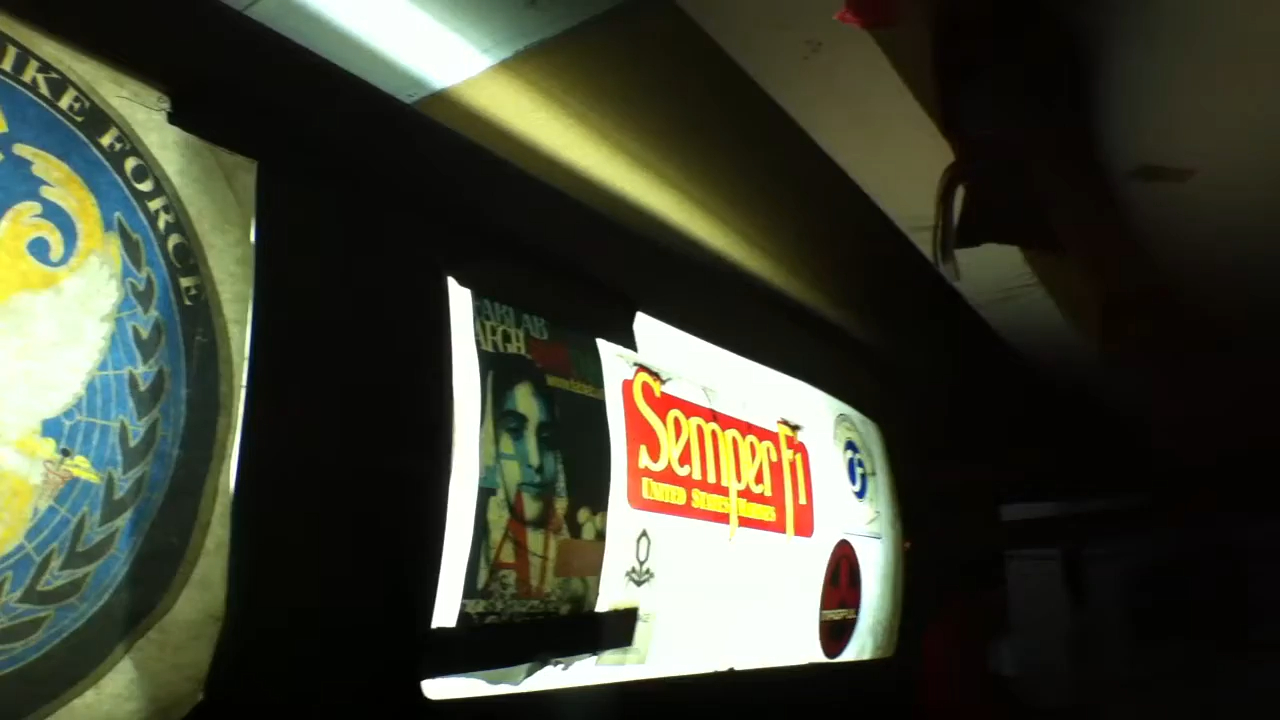 IKE FORCE
FABLAB
AFGH
Semper Fi
UNITED STATES MARINES